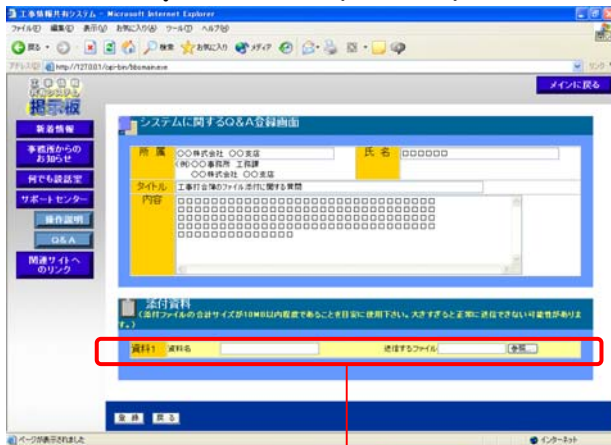 工事情報共有システム - Microsoft Internet Explorer
ファイル(F) 編集(E) 表示(V) お気に入り(A) ツール(T) ヘルプ(H)
戻る 検索 お気に入り メディア
メインに戻る
掲示板
新着情報
事務所からの
お知らせ
何でも談話室
サポートセンター
操作説明
Q&A
関連サイトへ
のリンク
システムに関するQ&A登録画面
所 属 〇〇株式会社 〇〇支店
(例)〇〇事務所 工務課
〇〇株式会社 〇〇支店
氏 名 □□□□□□
タイトル 工事打合簿のファイル添付に関する質問
内容
添付資料
(添付ファイルの合計サイズが10MB以内程度であることを目安に使用下さい。大きすぎると正常に送信できない可能性があります。)
資料1 資料名 送信するファイル 参照...
登 録 戻 る
ページが表示されました インターネット